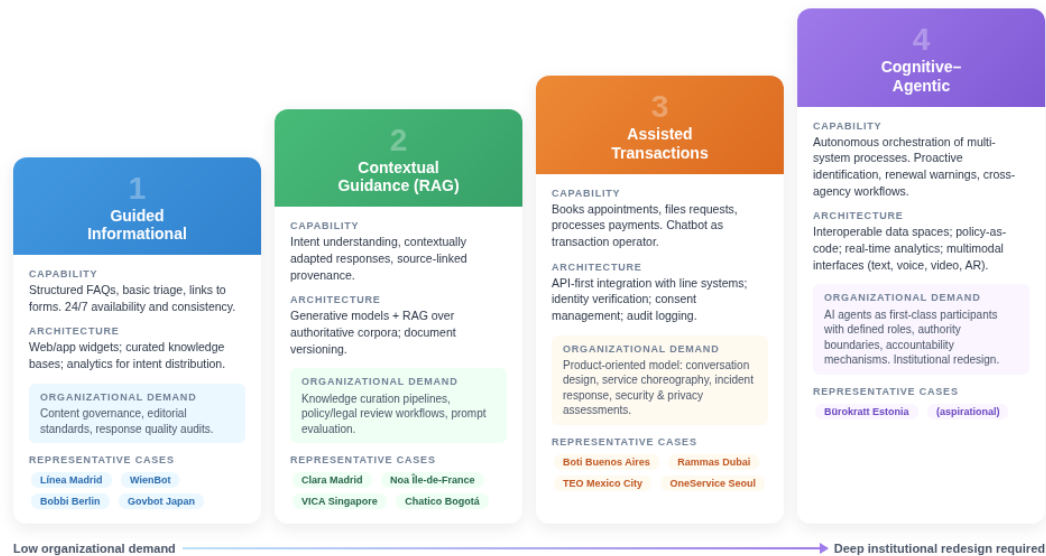 1
Guided
Informational
CAPABILITY
Structured FAQs, basic triage, links to
forms. 24/7 availability and consistency.
ARCHITECTURE
Web/app widgets; curated knowledge
bases; analytics for intent distribution.
ORGANIZATIONAL DEMAND
Content governance, editorial
standards, response quality audits.
REPRESENTATIVE CASES
Línea Madrid WienBot
Bobbi Berlin Govbot Japan
2
Contextual
Guidance (RAG)
CAPABILITY
Intent understanding, contextually
adapted responses, source-linked
provenance.
ARCHITECTURE
Generative models + RAG over
authoritative corpora; document
versioning.
ORGANIZATIONAL DEMAND
Knowledge curation pipelines,
policy/legal review workflows, prompt
evaluation.
REPRESENTATIVE CASES
Clara Madrid Noa Île-de-France
VICA Singapore Chatico Bogotá
3
Assisted
Transactions
CAPABILITY
Books appointments, files requests,
processes payments. Chatbot as
transaction operator.
ARCHITECTURE
API-first integration with line systems;
identity verification; consent
management; audit logging.
ORGANIZATIONAL DEMAND
Product-oriented model: conversation
design, service choreography, incident
response, security & privacy
assessments.
REPRESENTATIVE CASES
Boti Buenos Aires Rammas Dubai
TEO Mexico City OneService Seoul
4
Cognitive–
Agentic
CAPABILITY
Autonomous orchestration of multi-
system processes. Proactive
identification, renewal warnings, cross-
agency workflows.
ARCHITECTURE
Interoperable data spaces; policy-as-
code; real-time analytics; multimodal
interfaces (text, voice, video, AR).
ORGANIZATIONAL DEMAND
AI agents as first-class participants
with defined roles, authority
boundaries, accountability
mechanisms. Institutional redesign.
REPRESENTATIVE CASES
Bürokratt Estonia (aspirational)
Low organizational demand Deep institutional redesign required